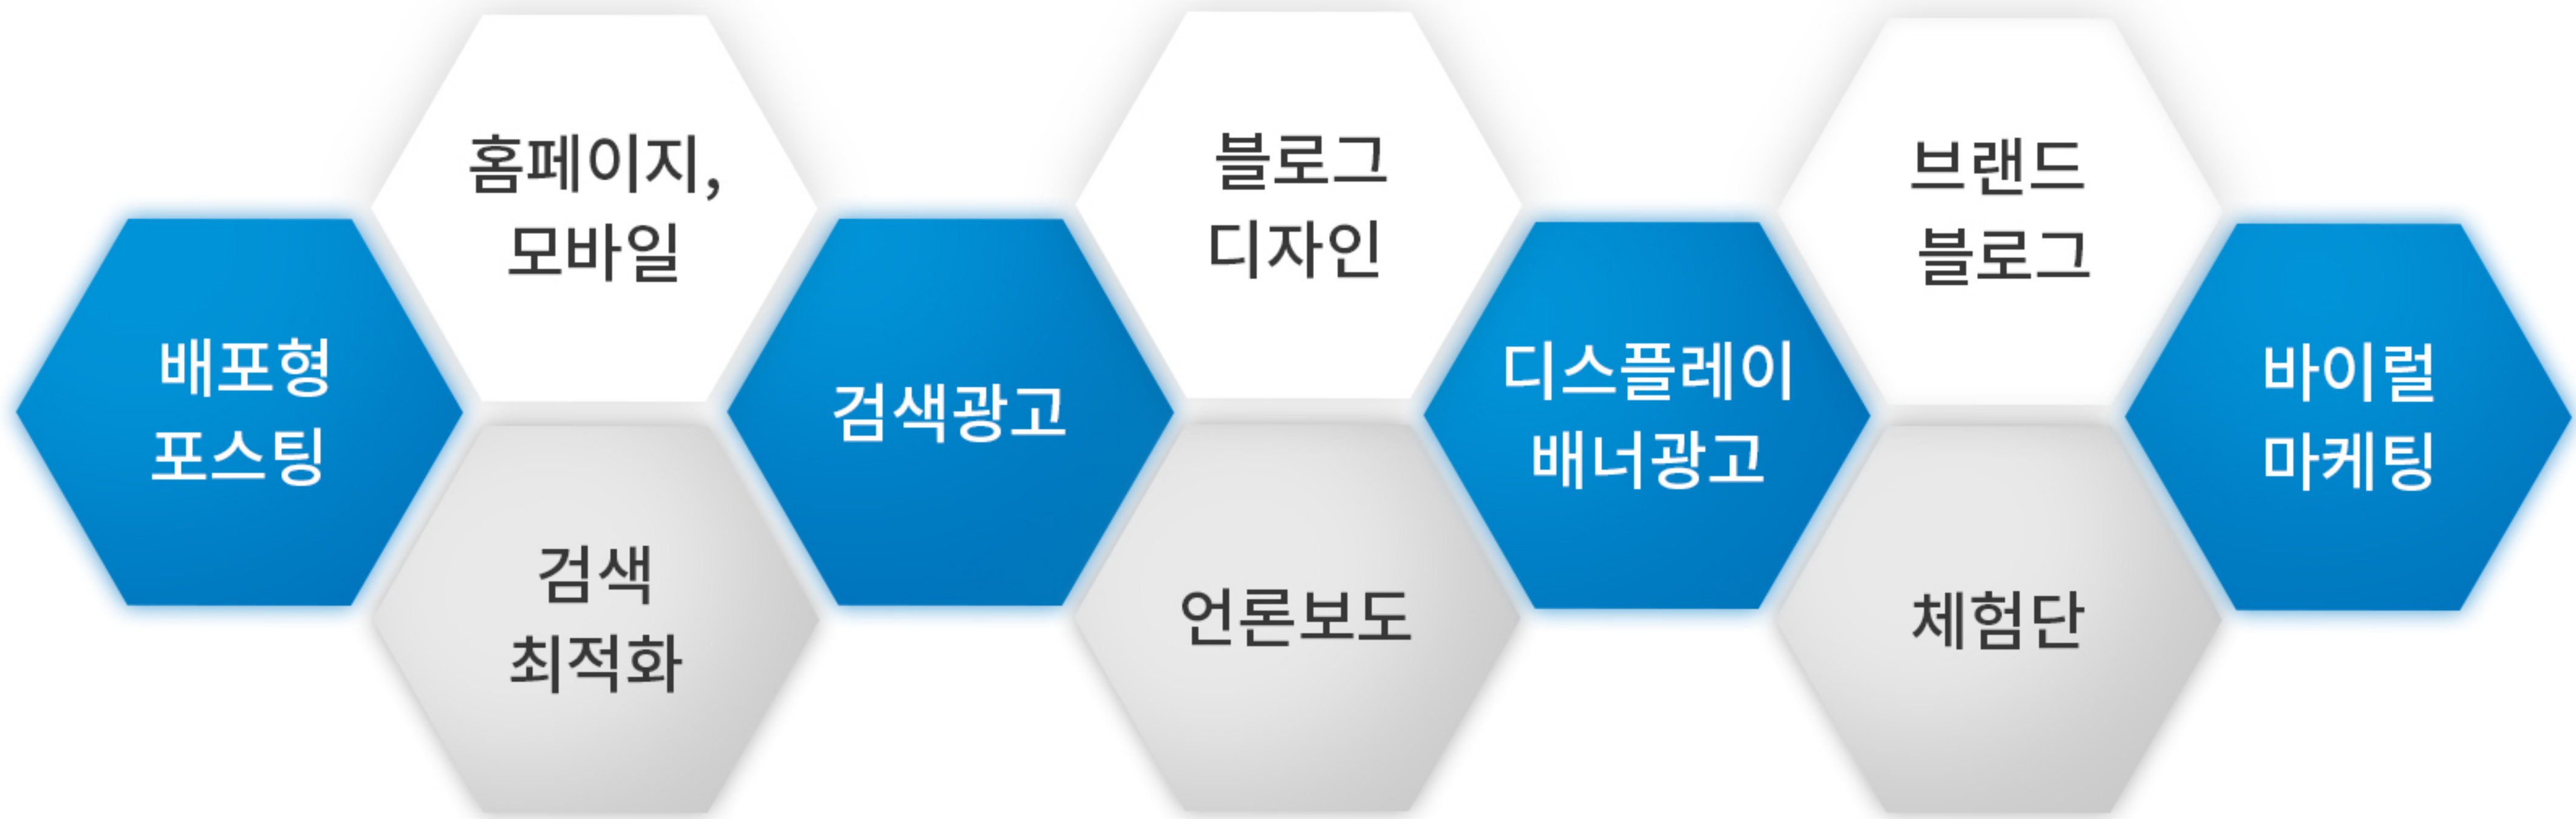 홈페이지,
모바일
블로그
디자인
브랜드
블로그
배포형
포스팅
검색광고
디스플레이
배너광고
바이럴
마케팅
검색
최적화
언론보도
체험단